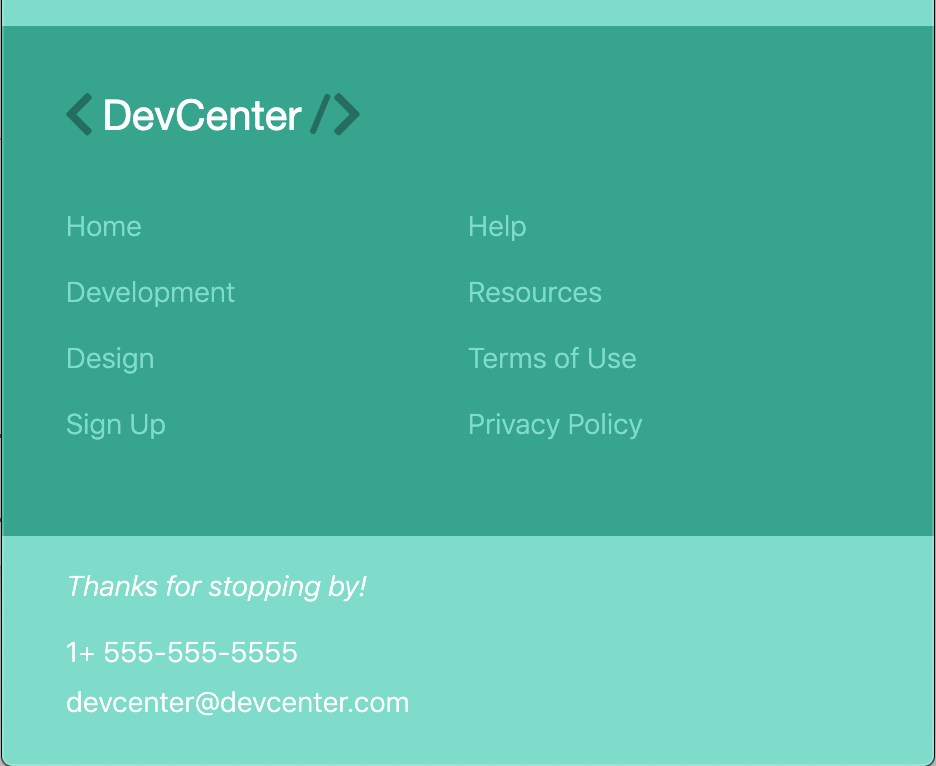 < DevCenter />
Home
Development
Design
Sign Up
Help
Resources
Terms of Use
Privacy Policy
Thanks for stopping by!
1+ 555-555-5555
devcenter@devcenter.com